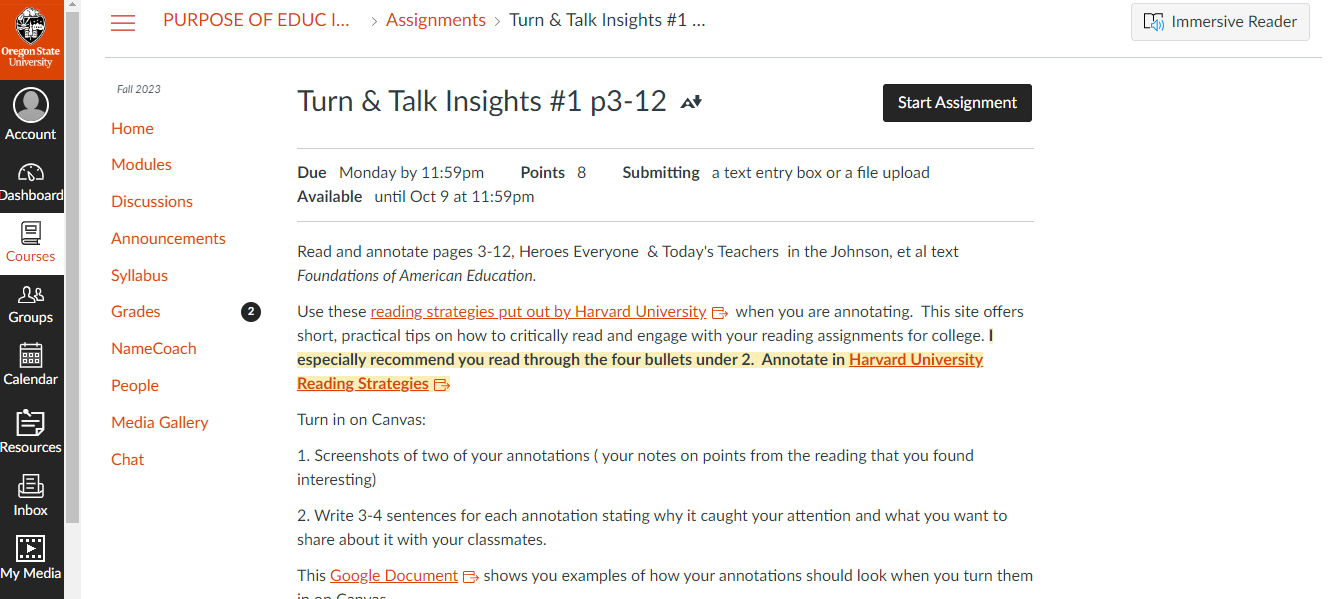 Oregon State
University
Account
Dashboard
Courses
Groups
Calendar
Resources
Inbox
My Media
PURPOSE OF EDUC I... > Assignments > Turn & Talk Insights #1 ...
Immersive Reader
Fall 2023
Home
Modules
Discussions
Announcements
Syllabus
Grades 2
NameCoach
People
Media Gallery
Chat
Turn & Talk Insights #1 p3-12
Start Assignment
Due Monday by 11:59pm Points 8 Submitting a text entry box or a file upload
Available until Oct 9 at 11:59pm
Read and annotate pages 3-12, Heroes Everyone & Today's Teachers in the Johnson, et al text
Foundations of American Education.
Use these reading strategies put out by Harvard University when you are annotating. This site offers
short, practical tips on how to critically read and engage with your reading assignments for college. I
especially recommend you read through the four bullets under 2. Annotate in Harvard University
Reading Strategies
Turn in on Canvas:
1. Screenshots of two of your annotations ( your notes on points from the reading that you found
interesting)
2. Write 3-4 sentences for each annotation stating why it caught your attention and what you want to
share about it with your classmates.
This Google Document shows you examples of how your annotations should look when you turn them
in on Canvas